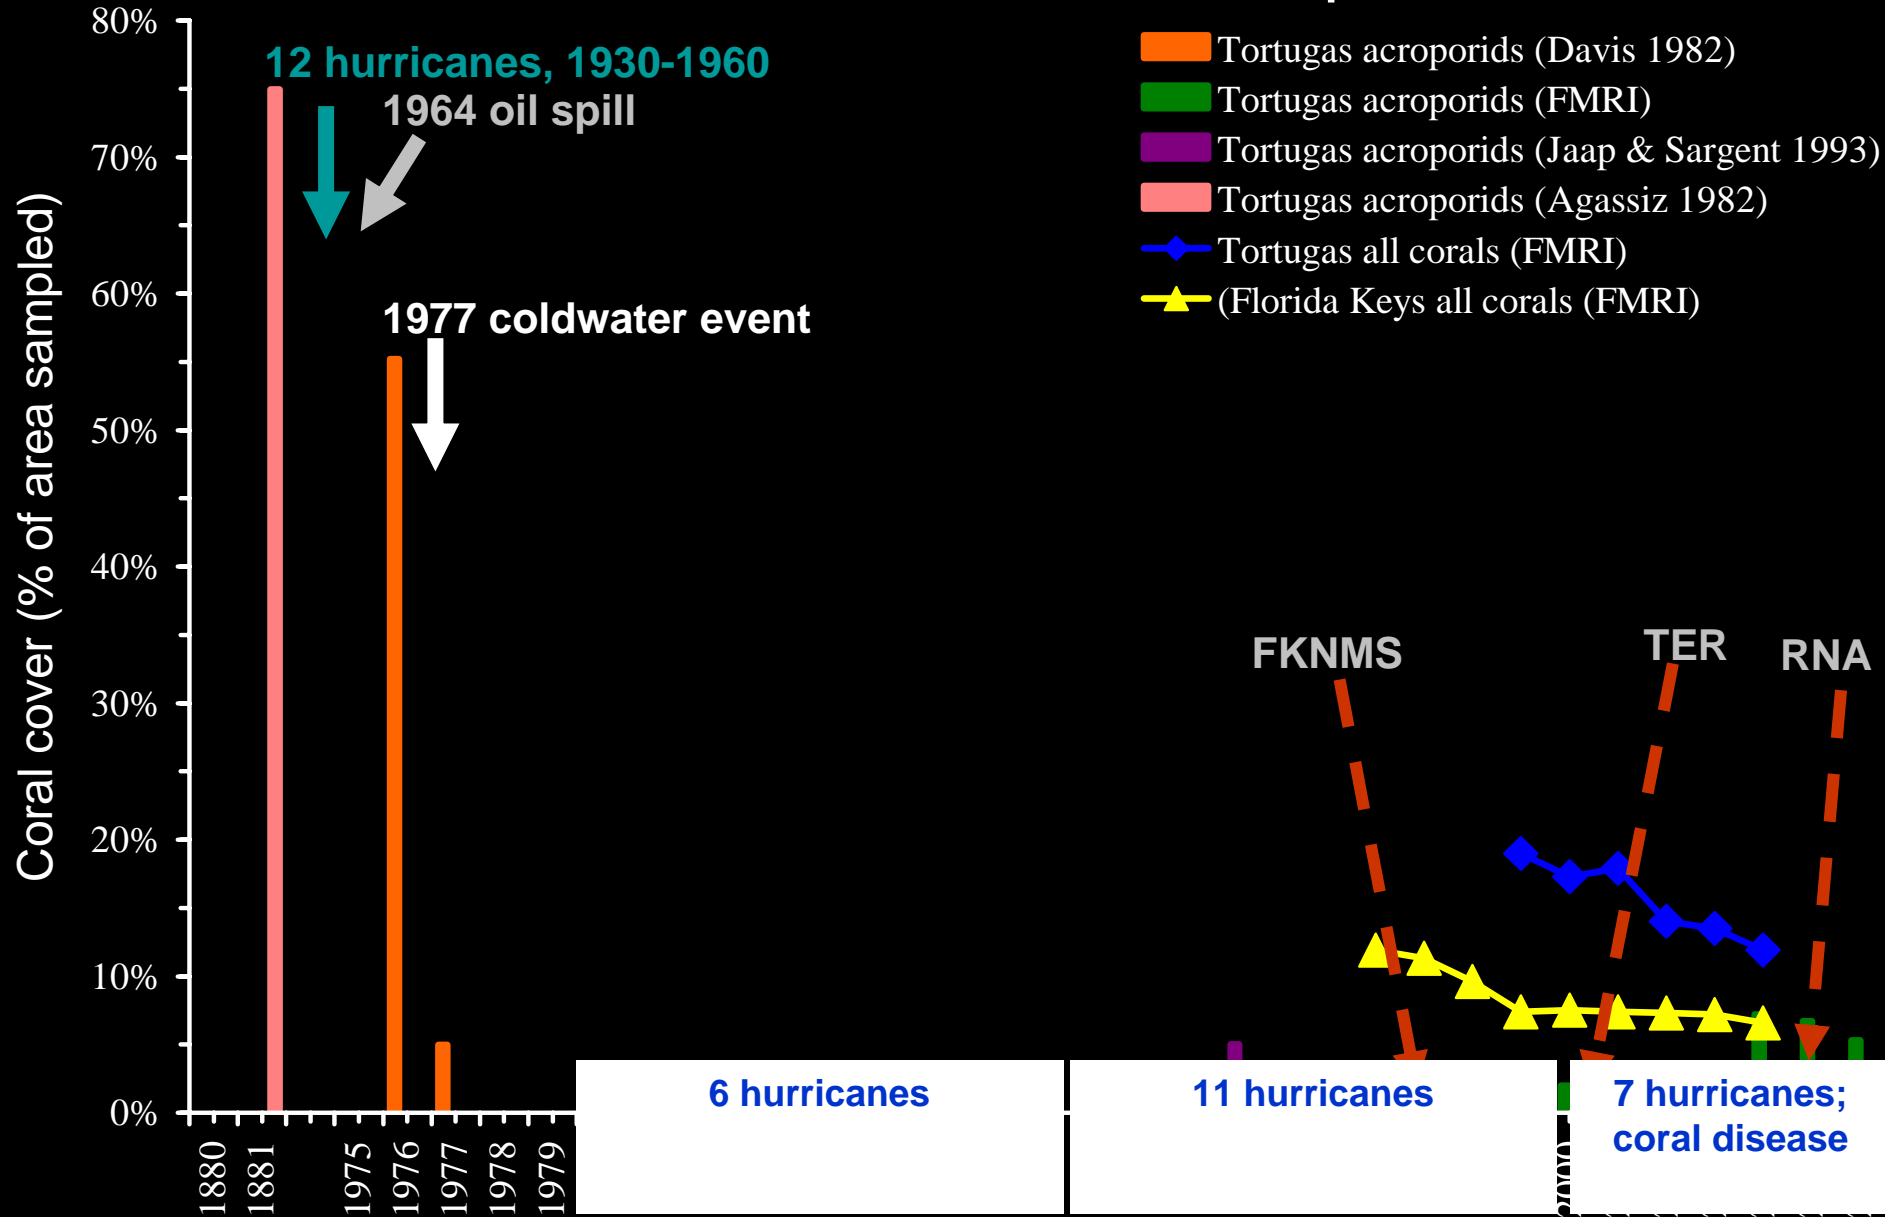 80%
70%
60%
50%
40%
30%
20%
10%
0%
Coral cover (% of area sampled)
12 hurricanes, 1930-1960
1964 oil spill
1977 coldwater event
Tortugas acroporids (Davis 1982)
Tortugas acroporids (FMRI)
Tortugas acroporids (Jaap & Sargent 1993)
Tortugas acroporids (Agassiz 1982)
Tortugas all corals (FMRI)
(Florida Keys all corals (FMRI)
FKNMS
TER
RNA
6 hurricanes
11 hurricanes
7 hurricanes;
coral disease
1880
1881
1975
1976
1977
1978
1979
2000